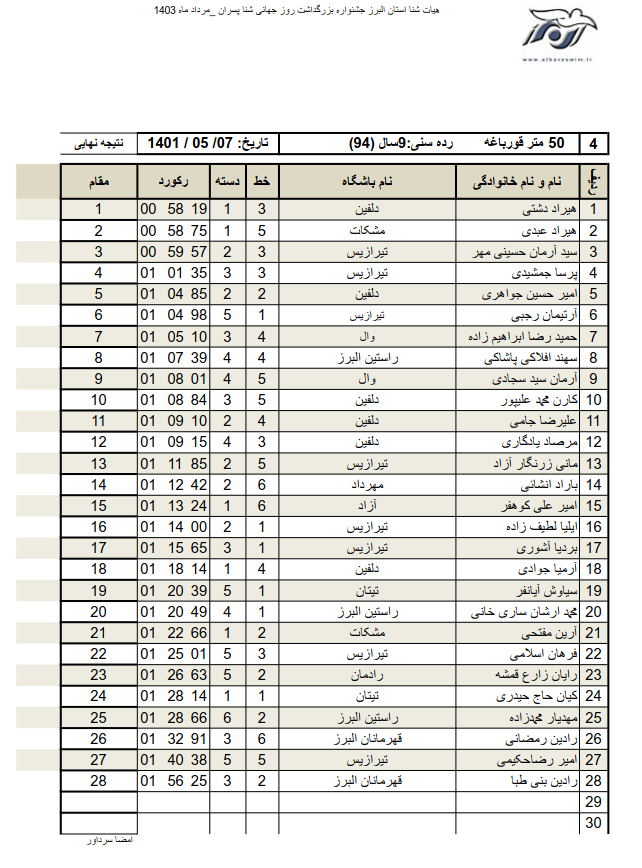 هیات شنا استان البرز جشنواره بزرگداشت روز جهانی شنا پسران _مرداد ماه 1403
www.alborzswim.ir
4 50 متر قورباغه رده سنی:9سال (94) تاریخ: 07/ 05 / 1401 نتیجه نهایی
ردیف نام و نام خانوادگی نام باشگاه خط دسته رکورد مقام
1 هیراد دشتی دلفین 3 1 00 58 19 1
2 هیراد عبدی مشکات 5 1 00 58 75 2
3 سید آرمان حسینی مهر تیرازیس 3 2 00 59 57 3
4 پرسا جمشیدی تیرازیس 3 3 01 01 35 4
5 امیر حسین جواهری دلفین 2 2 01 04 85 5
6 آرتیمان رجبی تیرازیس 1 5 01 04 98 6
7 حمید رضا ابراهیم زاده وال 4 3 01 05 10 7
8 سهند افلاکی پاشاکی راستین البرز 4 4 01 07 39 8
9 آرمان سید سجادی وال 5 4 01 08 01 9
10 کارن محمد علیپور دلفین 5 3 01 08 84 10
11 علیرضا جامی دلفین 4 2 01 09 10 11
12 مرصاد یادگاری دلفین 3 4 01 09 15 12
13 مانی زرنگار آزاد تیرازیس 5 2 01 11 85 13
14 باراد انشانی مهرداد 6 2 01 12 42 14
15 امیر علی کوهفر آزاد 6 1 01 13 24 15
16 ایلیا لطیف زاده تیرازیس 1 2 01 14 00 16
17 بردیا آشوری تیرازیس 1 3 01 15 65 17
18 آرمیا جوادی دلفین 4 1 01 18 14 18
19 سیاوش آیانفر تیتان 1 5 01 20 39 19
20 محمد ارشان ساری خانی راستین البرز 1 4 01 20 49 20
21 آرین مفتحی مشکات 2 1 01 22 66 21
22 فرهان اسلامی تیرازیس 3 5 01 25 01 22
23 رایان زارع قمشه رادمان 2 5 01 26 63 23
24 کیان حاج حیدری تیتان 1 1 01 28 14 24
25 مهدیار محمدزاده راستین البرز 2 6 01 28 66 25
26 رادین رمضانی قهرمانان البرز 6 3 01 32 91 26
27 امیر رضاحکیمی تیرازیس 5 5 01 40 38 27
28 رادین بنی طبا قهرمانان البرز 2 3 01 56 25 28
29
30
امضا سرداور